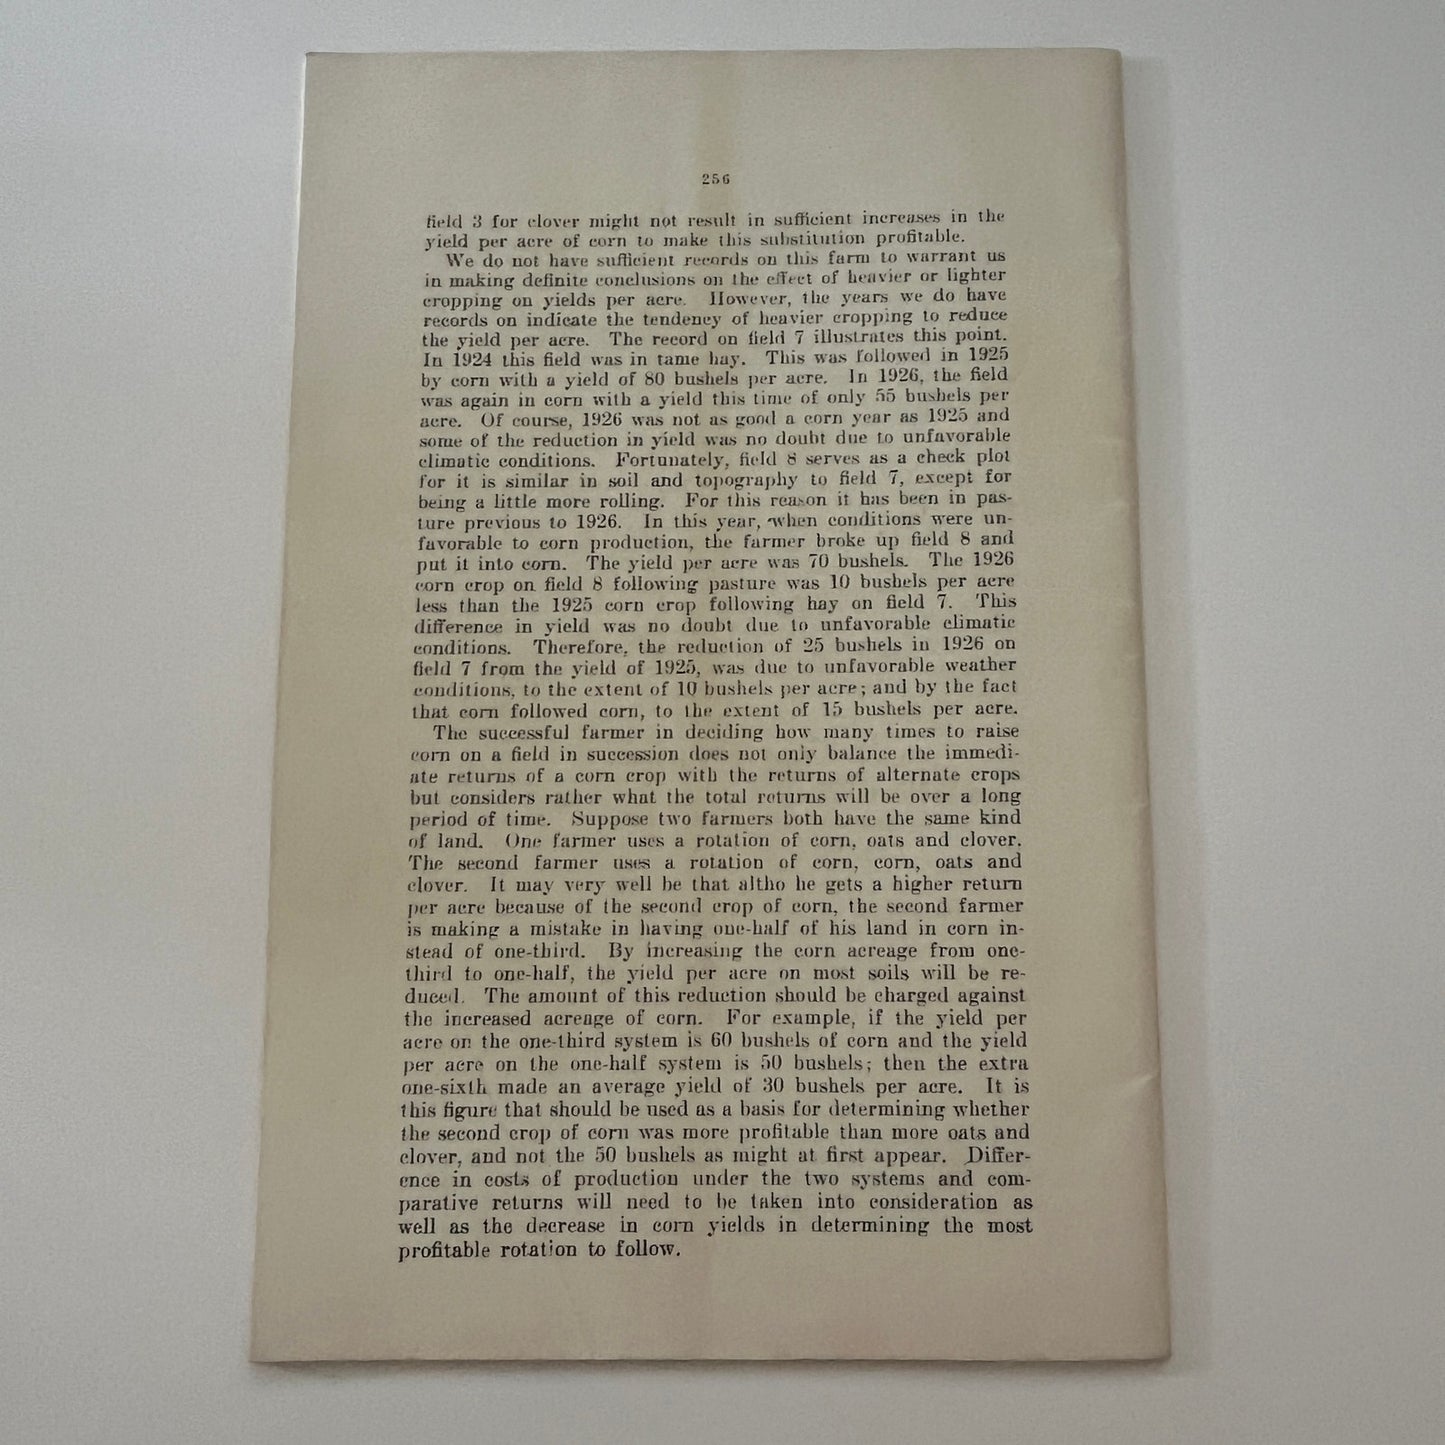 256
field 3 for clover might not result in sufficient increases in the
yield per acre of corn to make this substitution profitable.
We do not have sufficient records on this farm to warrant us
in making definite conclusions on the effect of heavier or lighter
cropping on yields per acre. However, the years we do have
records on indicate the tendency of heavier cropping to reduce
the yield per acre. The record on field 7 illustrates this point.
In 1924 this field was in tame hay. This was followed in 1925
by corn with a yield of 80 bushels per acre. In 1926, the field
was again in corn with a yield this time of only 55 bushels per
acre. Of course, 1926 was not as good a corn year as 1925 and
some of the reduction in yield was no doubt due to unfavorable
climatic conditions. Fortunately, field 8 serves as a check plot
for it is similar in soil and topography to field 7, except for
being a little more rolling. For this reason it has been in pas-
ture previous to 1926. In this year, when conditions were un-
favorable to corn production, the farmer broke up field 8 and
put it into corn. The yield per acre was 70 bushels. The 1926
corn crop on field 8 following pasture was 10 bushels per acre
less than the 1925 corn crop following hay on field 7. This
difference in yield was no doubt due to unfavorable climatic
conditions. Therefore, the reduction of 25 bushels in 1926 on
field 7 from the yield of 1925, was due to unfavorable weather
conditions, to the extent of 10 bushels per acre; and by the fact
that corn followed corn, to the extent of 15 bushels per acre.
The successful farmer in deciding how many times to raise
corn on a field in succession does not only balance the immedi-
ate returns of a corn crop with the returns of alternate crops
but considers rather what the total returns will be over a long
period of time. Suppose two farmers both have the same kind
of land. One farmer uses a rotation of corn, oats and clover.
The second farmer uses a rotation of corn, corn, oats and
clover. It may very well be that altho he gets a higher return
per acre because of the second crop of corn, the second farmer
is making a mistake in having one-half of his land in corn in-
stead of one-third. By increasing the corn acreage from one-
third to one-half, the yield per acre on most soils will be re-
duced. The amount of this reduction should be charged against
the increased acreage of corn. For example, if the yield per
acre on the one-third system is 60 bushels of corn and the yield
per acre on the one-half system is 50 bushels; then the extra
one-sixth made an average yield of 30 bushels per acre. It is
this figure that should be used as a basis for determining whether
the second crop of corn was more profitable than more oats and
clover, and not the 50 bushels as might at first appear. Differ-
ence in costs of production under the two systems and com-
parative returns will need to be taken into consideration as
well as the decrease in corn yields in determining the most
profitable rotation to follow.